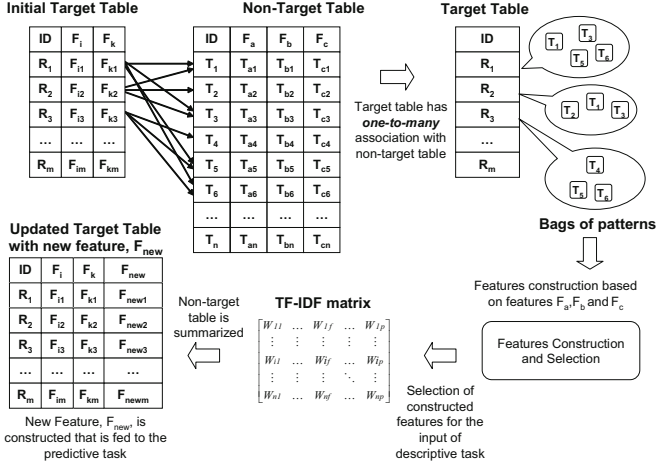 Initial Target Table
ID Fi Fk
R1 Fi1 Fk1
R2 Fi2 Fk2
R3 Fi3 Fk3
... ... ...
Rm Fim Fkm
Non-Target Table
ID Fa Fb Fc
T1 Ta1 Tb1 Tc1
T2 Ta2 Tb2 Tc2
T3 Ta3 Tb3 Tc3
T4 Ta4 Tb4 Tc4
T5 Ta5 Tb5 Tc5
T6 Ta6 Tb6 Tc6
... ... ... ...
Tn Tan Tbn Tcn
Target table has
one-to-many
association with
non-target table
Target Table
ID
R1
R2
R3
...
Rm
T1 T3 T5 T6
T2 T1 T3
T4 T5 T6
Bags of patterns
Features construction based
on features Fa,Fb and Fc
Features Construction
and Selection
Selection of
constructed
features for the
input of
descriptive task
TF-IDF matrix
W11 ... W1f ... W1p
⋮ ⋮ ⋮ ⋮ ⋮
Wi1 ... Wif ... Wip
⋮ ⋮ ⋮ ⋱ ⋮
Wn1 ... Wnf ... Wnp
Non-target
table is
summarized
Updated Target Table
with new feature, Fnew
ID Fi Fk Fnew
R1 Fi1 Fk1 Fnew1
R2 Fi2 Fk2 Fnew2
R3 Fi3 Fk3 Fnew3
... ... ... ...
Rm Fim Fkm Fnewm
New Feature, Fnew, is
constructed that is fed to the
predictive task